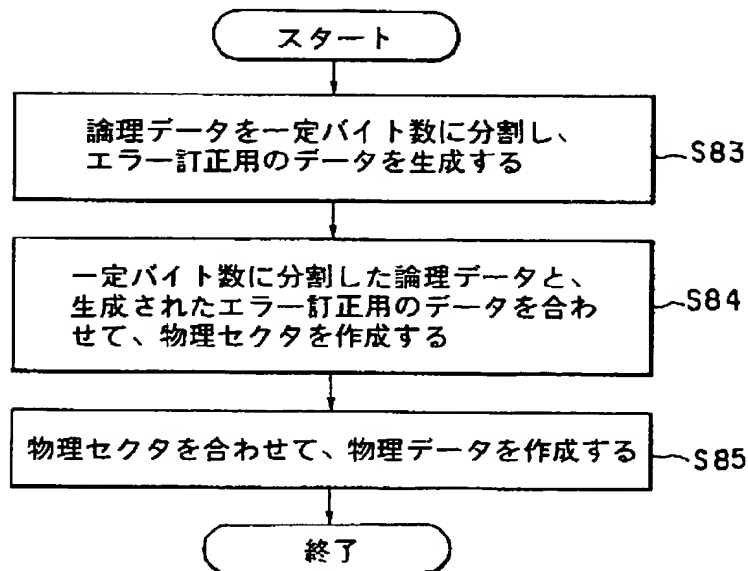 スタート
論理データを一定バイト数に分割し、
エラー訂正用のデータを生成する
S83
一定バイト数に分割した論理データと、
生成されたエラー訂正用のデータを合わ
せて、物理セクタを作成する
S84
物理セクタを合わせて、物理データを作成する
S85
終了